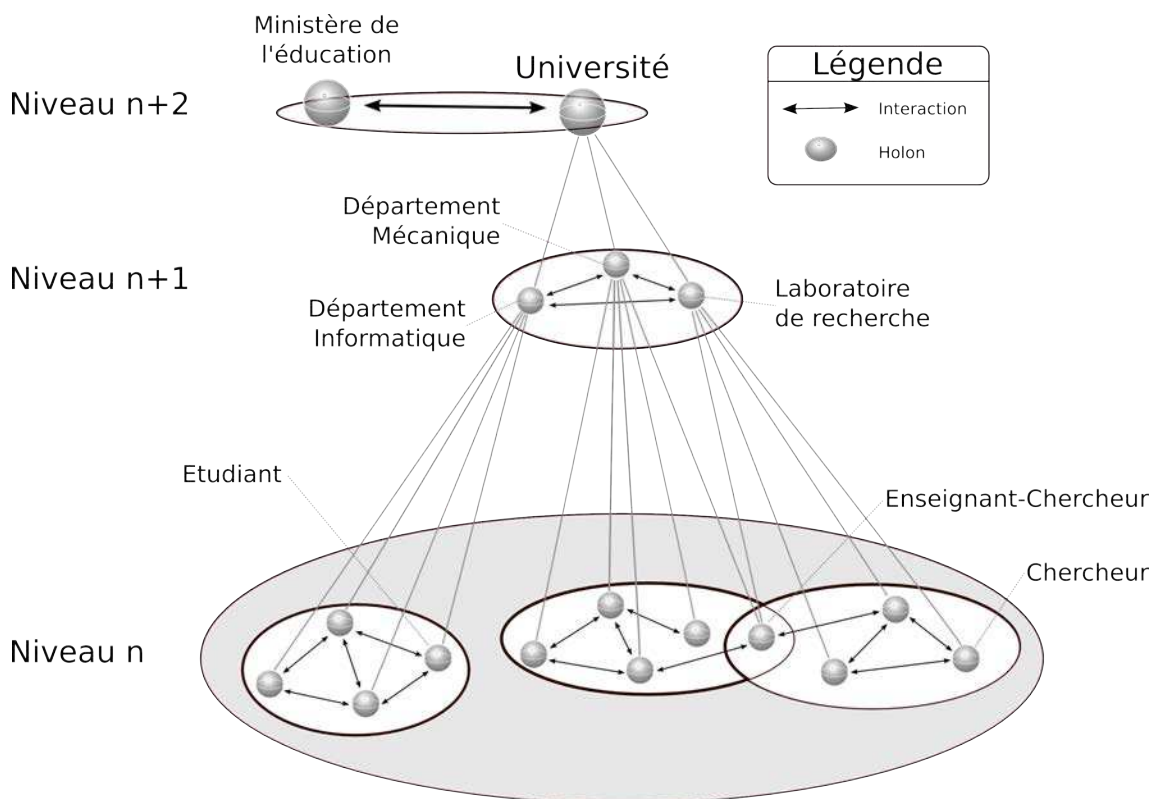 Ministère de
l'éducation
Université
Niveau n+2
Légende
Interaction
Holon
Département
Mécanique
Niveau n+1
Département
Informatique
Laboratoire
de recherche
Etudiant
Enseignant-Chercheur
Chercheur
Niveau n